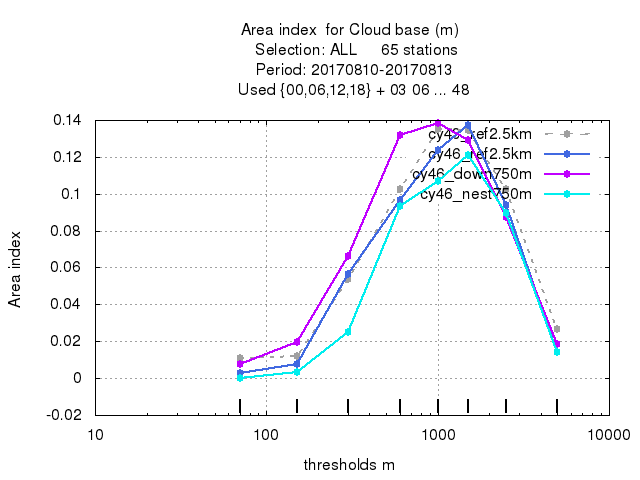 Area index for Cloud base (m)
Selection: ALL 65 stations
Period: 20170810-20170813
Used {00,06,12,18} + 03 06 ... 48
cy43_ref2.5km
cy46_ref2.5km
cy46_down750m
cy46_nest750m
0.14
0.12
0.1
0.08
0.06
0.04
0.02
0
-0.02
Area index
10
100
1000
10000
thresholds m